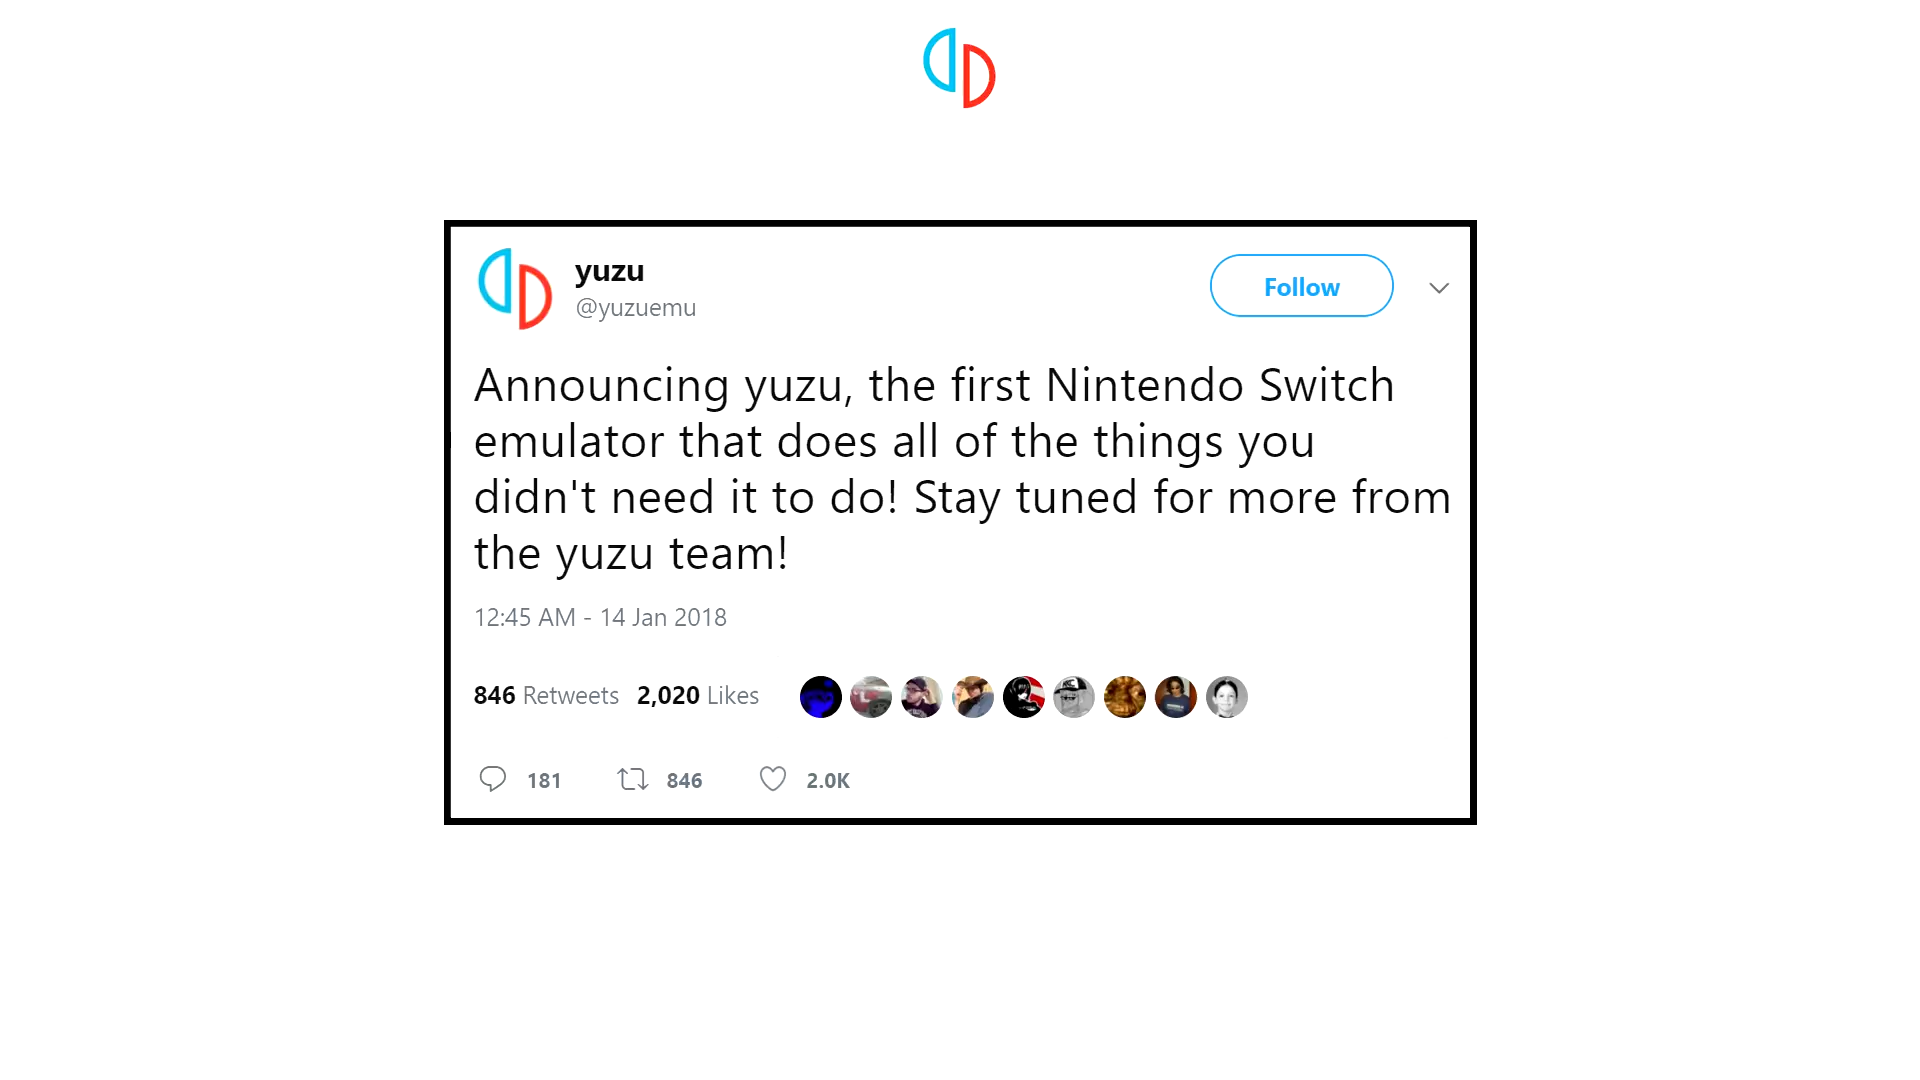 yuzu
@yuzuemu
Follow
Announcing yuzu, the first Nintendo Switch
emulator that does all of the things you
didn't need it to do! Stay tuned for more from
the yuzu team!
12:45 AM - 14 Jan 2018
846 Retweets 2,020 Likes
181 846 2.0K